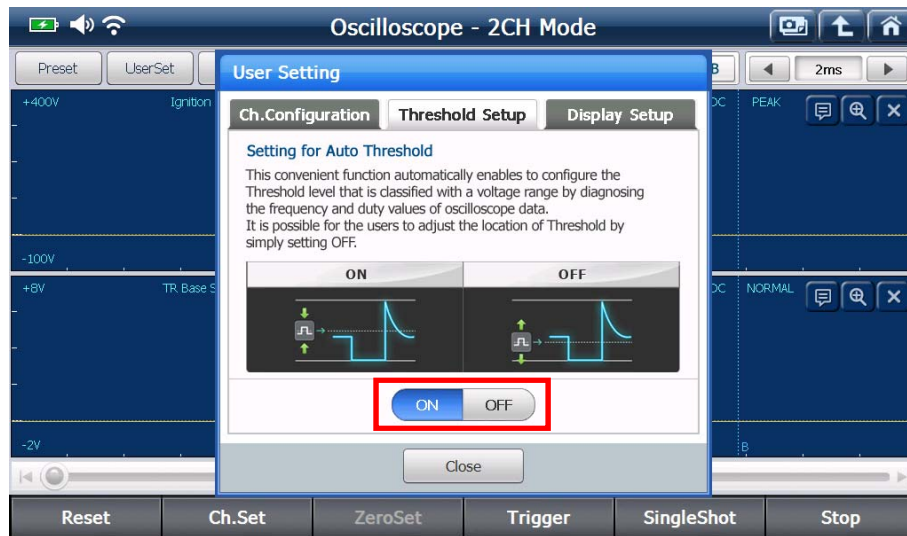 Oscilloscope - 2CH Mode
Preset
UserSet
B
2ms
User Setting
+400V
Ignition
DC
PEAK
Ch.Configuration
Threshold Setup
Display Setup
Setting for Auto Threshold
This convenient function automatically enables to configure the
Threshold level that is classified with a voltage range by diagnosing
the frequency and duty values of oscilloscope data.
It is possible for the users to adjust the location of Threshold by
simply setting OFF.
-100V
ON
OFF
+8V
TR Base S
DC
NORMAL
ON
OFF
-2V
B
Close
Reset
Ch.Set
ZeroSet
Trigger
SingleShot
Stop